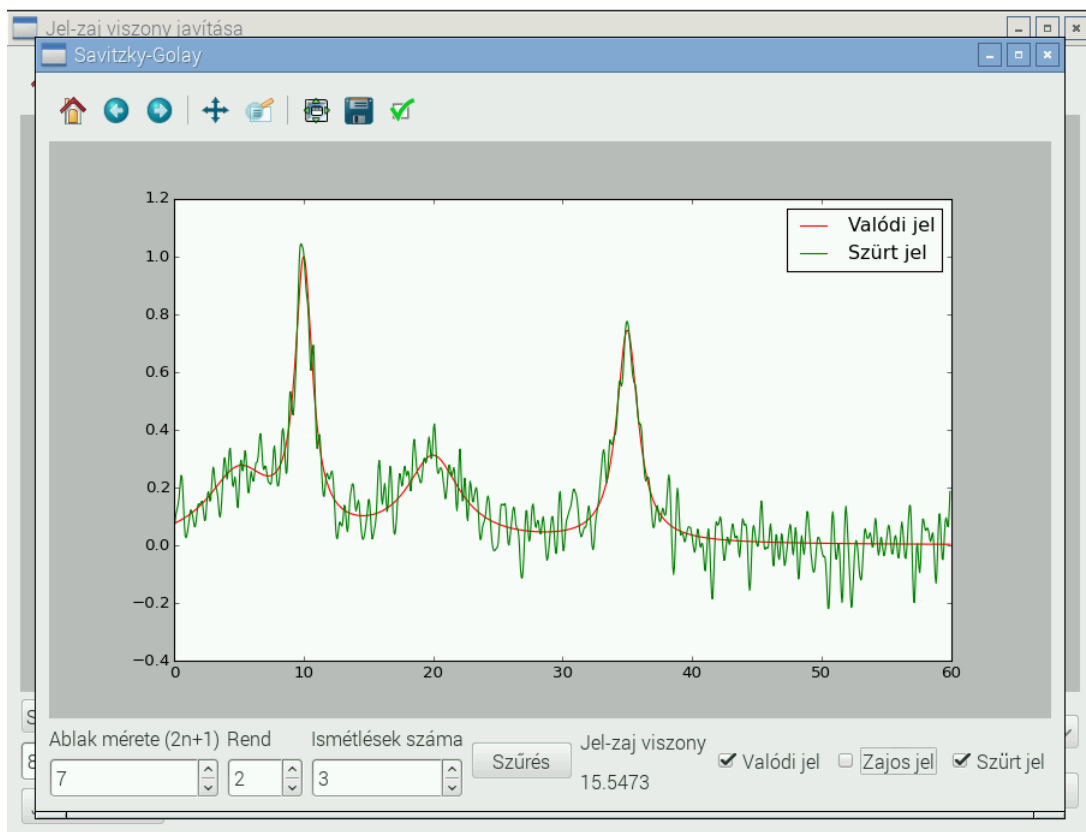 Jel-zaj viszony javítása
Savitzky-Golay
1.2
1.0
0.8
0.6
0.4
0.2
0.0
−0.2
−0.4
0 10 20 30 40 50 60
Valódi jel
Szürt jel
Ablak mérete (2n+1) Rend Ismétlések száma
7 2 3
Szűrés
Jel-zaj viszony
15.5473
Valódi jel Zajos jel Szürt jel